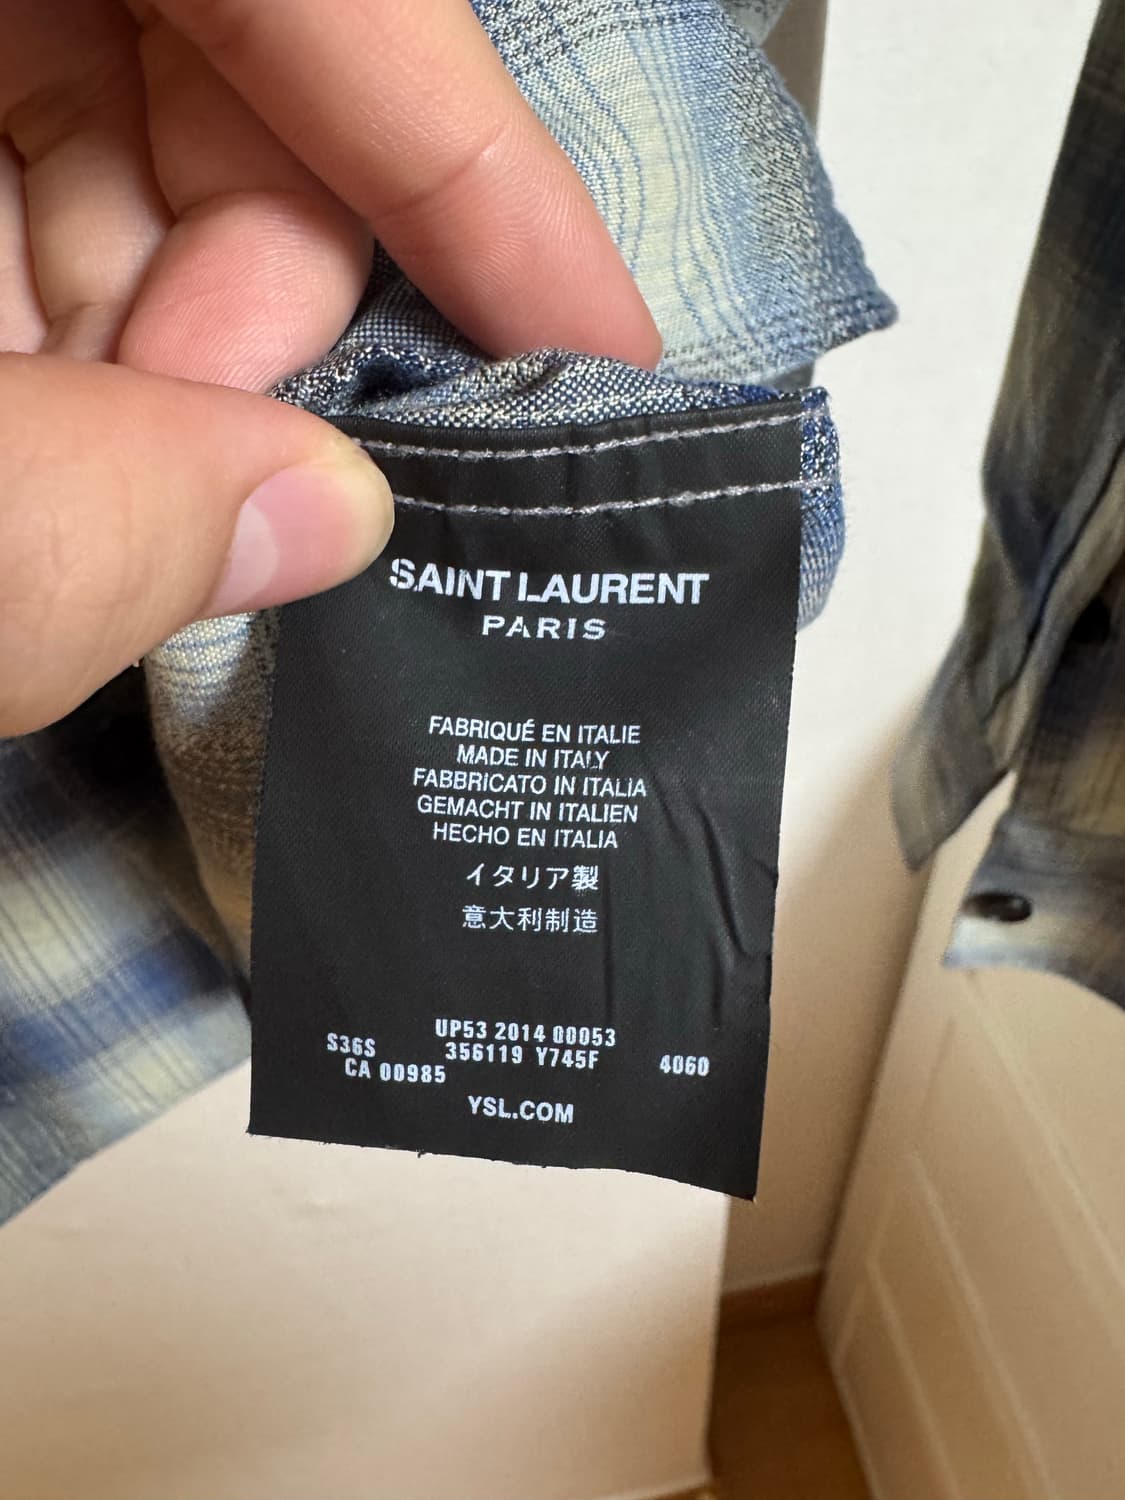 SAINT LAURENT
PARIS
FABRIQUÉ EN ITALIE
MADE IN ITALY
FABBRICATO IN ITALIA
GEMACHT IN ITALIEN
HECHO EN ITALIA
イタリア製
意大利制造
UP53 2014 00053
S36S 356119 Y745F 4060
CA 00985
YSL.COM